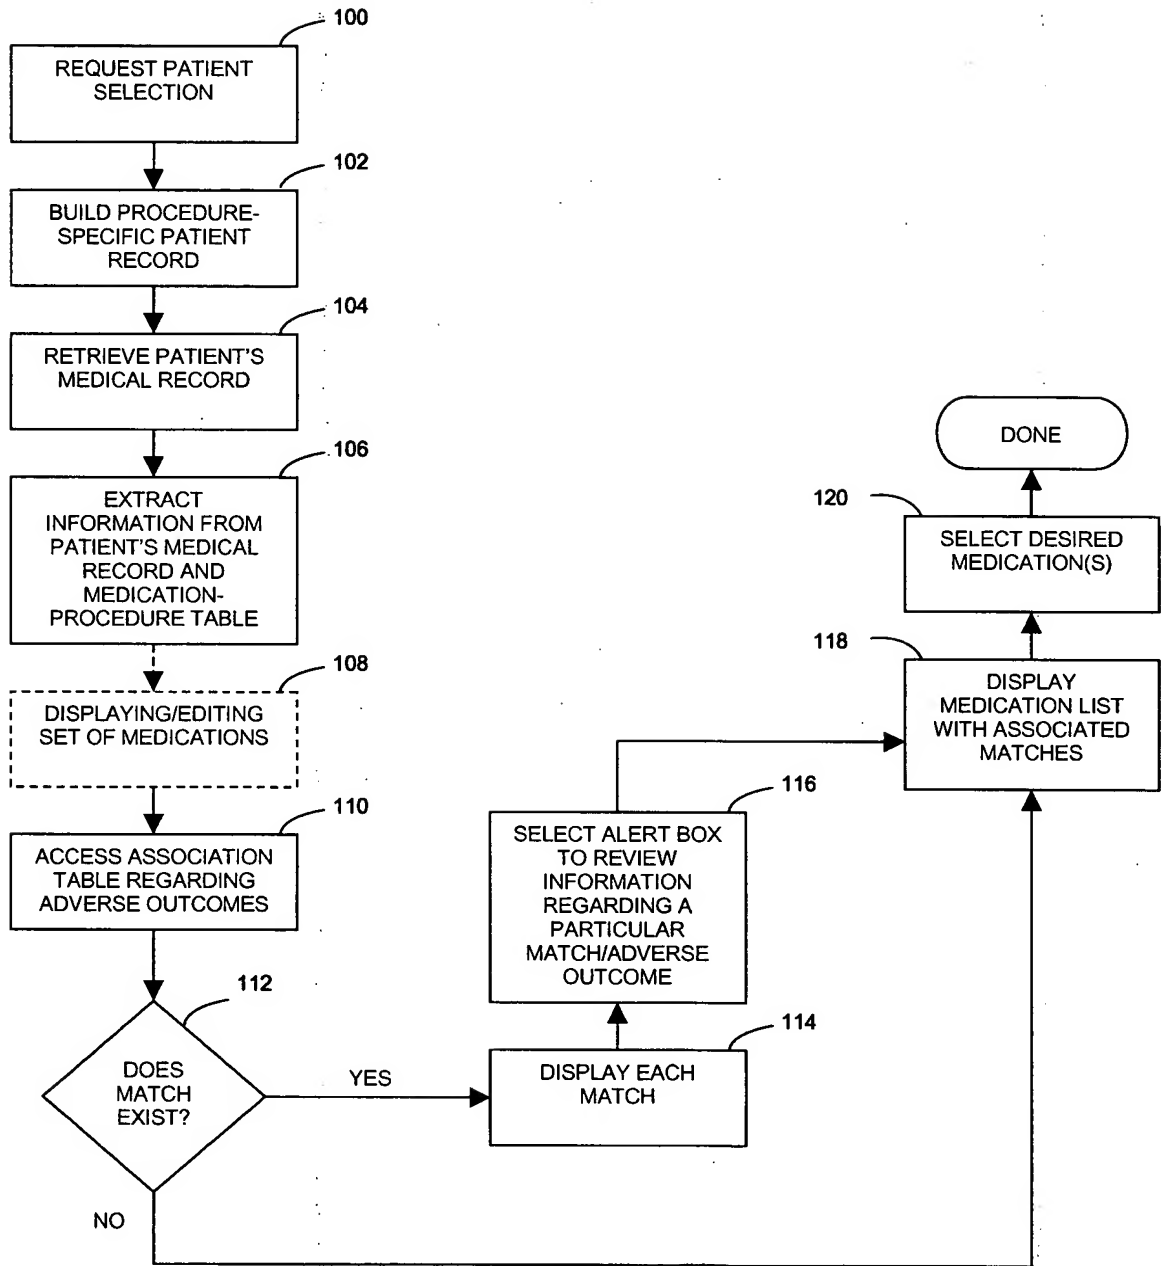 100
REQUEST PATIENT
SELECTION
102
BUILD PROCEDURE-
SPECIFIC PATIENT
RECORD
104
RETRIEVE PATIENT'S
MEDICAL RECORD
106
EXTRACT
INFORMATION FROM
PATIENT'S MEDICAL
RECORD AND
MEDICATION-
PROCEDURE TABLE
108
DISPLAYING/EDITING
SET OF MEDICATIONS
110
ACCESS ASSOCIATION
TABLE REGARDING
ADVERSE OUTCOMES
112
DOES
MATCH
EXIST?
YES
NO
114
DISPLAY EACH
MATCH
116
SELECT ALERT BOX
TO REVIEW
INFORMATION
REGARDING A
PARTICULAR
MATCH/ADVERSE
OUTCOME
118
DISPLAY
MEDICATION LIST
WITH ASSOCIATED
MATCHES
120
SELECT DESIRED
MEDICATION(S)
DONE